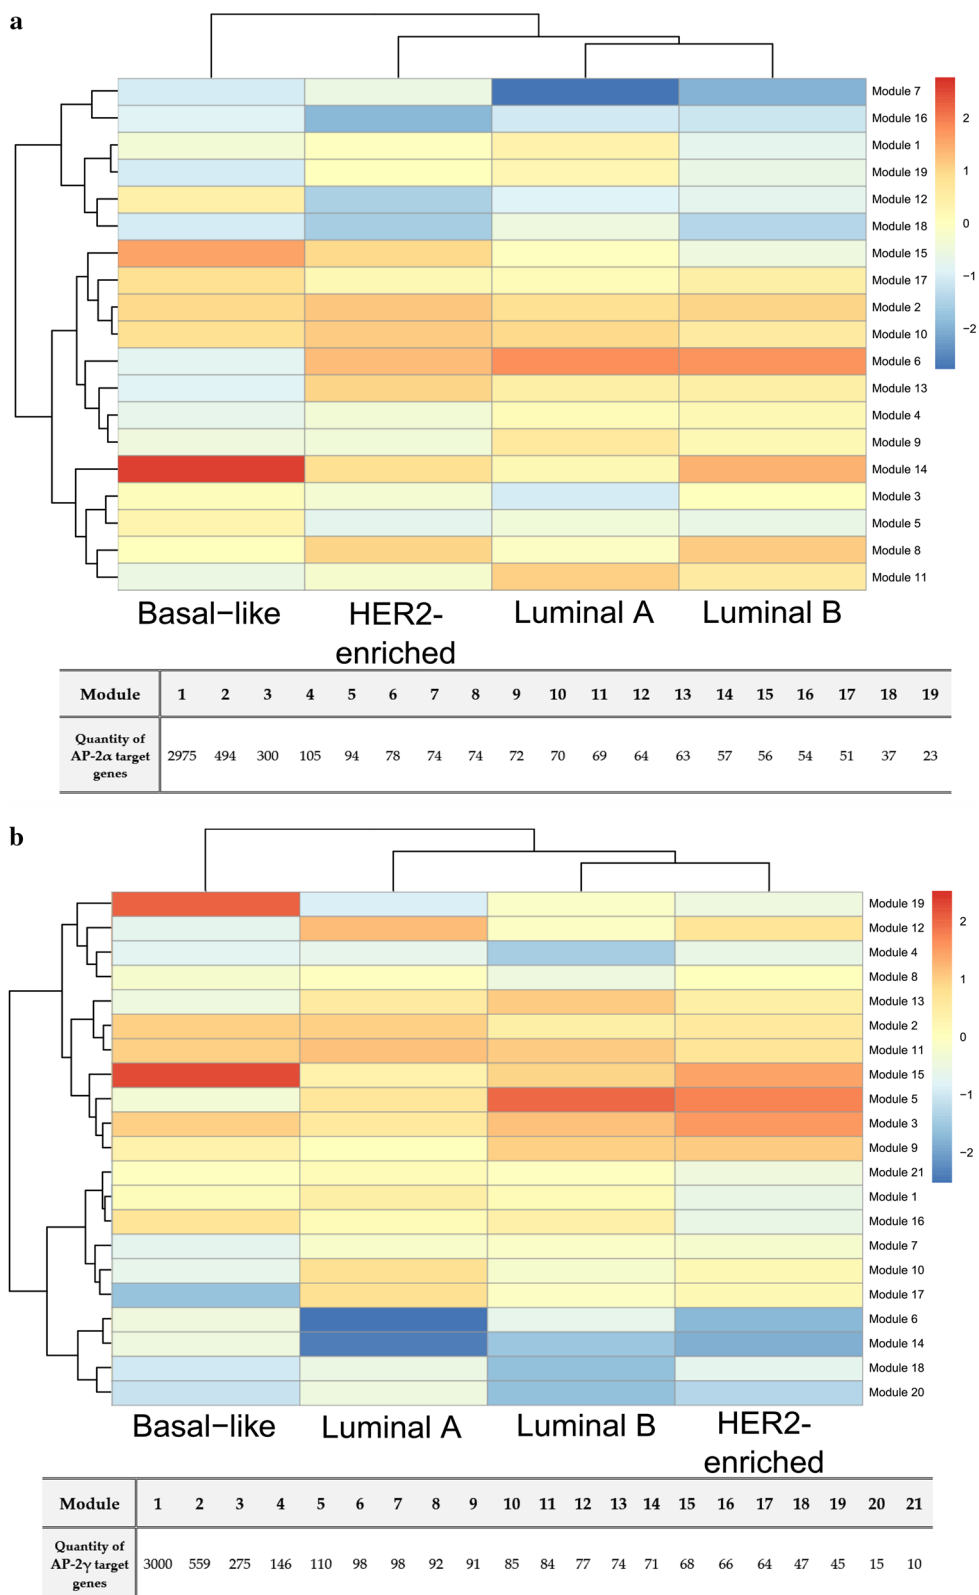 a
Module 7
Module 16
Module 1
Module 19
Module 12
Module 18
Module 15
Module 17
Module 2
Module 10
Module 6
Module 13
Module 4
Module 9
Module 14
Module 3
Module 5
Module 8
Module 11
2
1
0
−1
−2
Basal−like HER2- Luminal A Luminal B
enriched
Module 1 2 3 4 5 6 7 8 9 10 11 12 13 14 15 16 17 18 19
Quantity of
AP-2α target 2975 494 300 105 94 78 74 74 72 70 69 64 63 57 56 54 51 37 23
genes
b
Module 19
Module 12
Module 4
Module 8
Module 13
Module 2
Module 11
Module 15
Module 5
Module 3
Module 9
Module 21
Module 1
Module 16
Module 7
Module 10
Module 17
Module 6
Module 14
Module 18
Module 20
2
1
0
−1
−2
Basal−like Luminal A Luminal B HER2-
enriched
Module 1 2 3 4 5 6 7 8 9 10 11 12 13 14 15 16 17 18 19 20 21
Quantity of
AP-2γ target 3000 559 275 146 110 98 98 92 91 85 84 77 74 71 68 66 64 47 45 15 10
genes